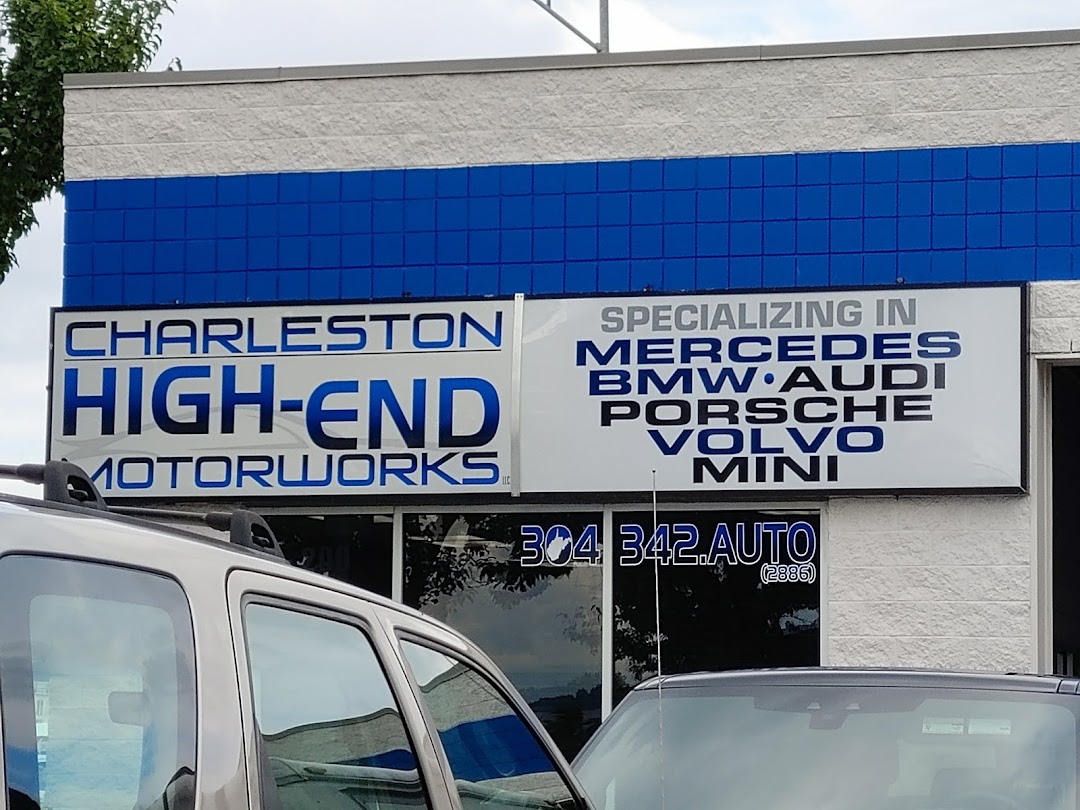 CHARLESTON
HIGH-END
MOTORWORKS LLC
SPECIALIZING IN
MERCEDES
BMW • AUDI
PORSCHE
VOLVO
MINI
304 342.AUTO
(2886)